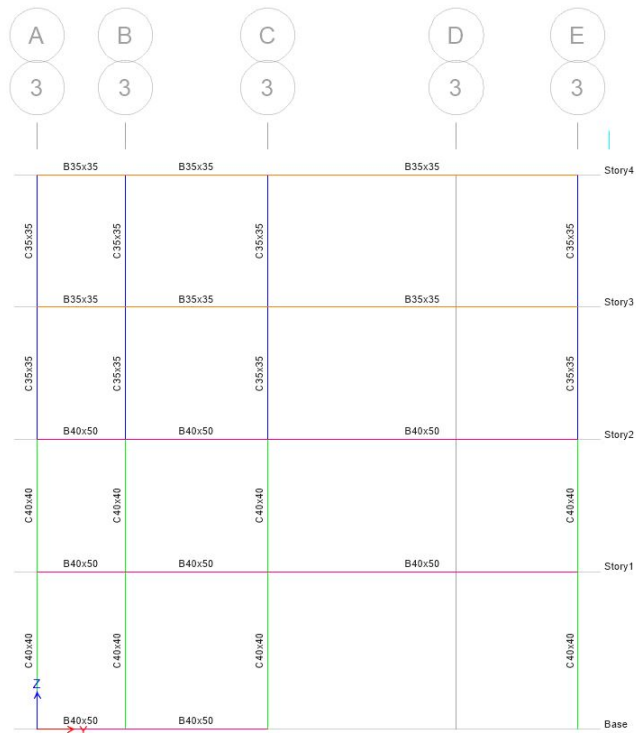 A B C D E
3 3 3 3 3
B35x35 B35x35 B35x35 Story4
C35x35 C35x35 C35x35 C35x35
B35x35 B35x35 B35x35 Story3
C35x35 C35x35 C35x35 C35x35
B40x50 B40x50 B40x50 Story2
C40x40 C40x40 C40x40 C40x40
B40x50 B40x50 B40x50 Story1
C40x40 C40x40 C40x40 C40x40
Z
B40x50 B40x50 Base
Y